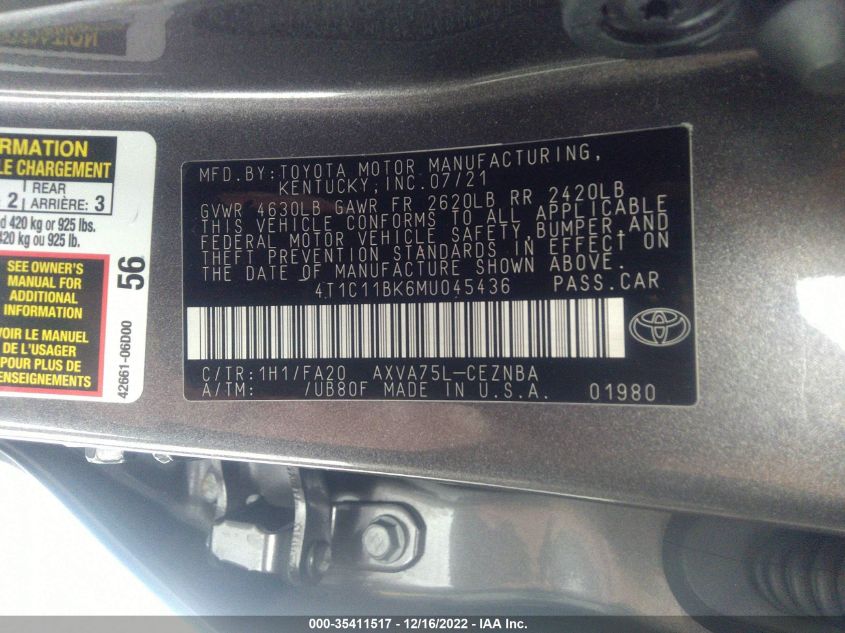 RMATION
LE CHARGEMENT
2 REAR
ARRIÈRE: 3
d 420 kg or 925 lbs.
420 kg ou 925 lb.
SEE OWNER'S
MANUAL FOR
ADDITIONAL
INFORMATION
VOIR LE MANUEL
DE L'USAGER
POUR PLUS DE
RENSEIGNEMENTS
56
42661-06D00
MFD.BY:TOYOTA MOTOR MANUFACTURING,
KENTUCKY,INC.07/21
GVWR 4630LB GAWR FR 2620LB RR 2420LB
THIS VEHICLE CONFORMS TO ALL APPLICABLE
FEDERAL MOTOR VEHICLE SAFETY,BUMPER,AND
THEFT PREVENTION STANDARDS IN EFFECT ON
THE DATE OF MANUFACTURE SHOWN ABOVE.
4T1C11BK6MU045436 PASS.CAR
C/TR:1H1/FA20 AXVA75L-CEZNBA
A/TM: /UB80F MADE IN U.S.A. 01980
000-35411517 - 12/16/2022 - IAA Inc.